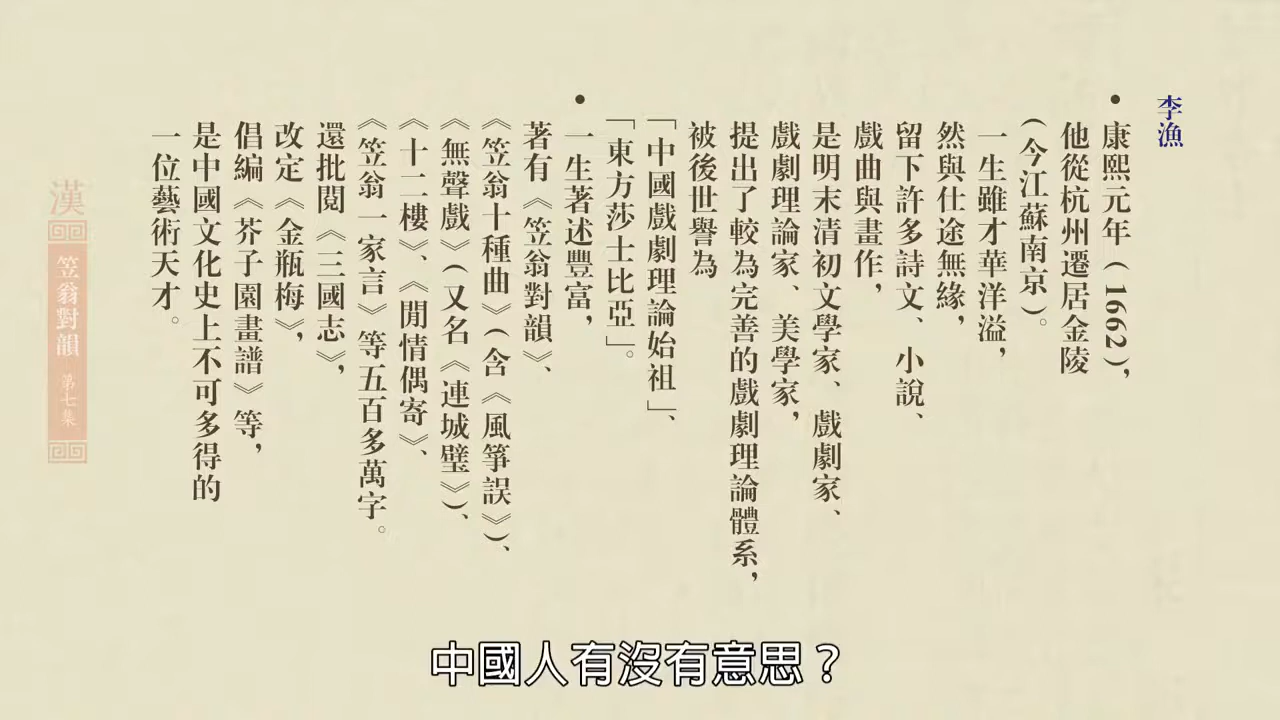 李漁
• 康熙元年（1662），
他從杭州遷居金陵
（今江蘇南京）。
一生雖才華洋溢，
然與仕途無緣，
留下許多詩文、小說、
戲曲與畫作，
是明末清初文學家、戲劇家、
戲劇理論家、美學家，
提出了較為完善的戲劇理論體系，
被後世譽為
「中國戲劇理論始祖」、
「東方莎士比亞」。
• 一生著述豐富，
著有《笠翁對韻》、
《笠翁十種曲》（含《風箏誤》）、
《無聲戲》（又名《連城璧》）、
《十二樓》、《閒情偶寄》、
《笠翁一家言》等五百多萬字。
還批閱《三國志》，
改定《金瓶梅》，
倡編《芥子園畫譜》等，
是中國文化史上不可多得的
一位藝術天才。
漢
笠翁對韻 第七集
中國人有沒有意思？